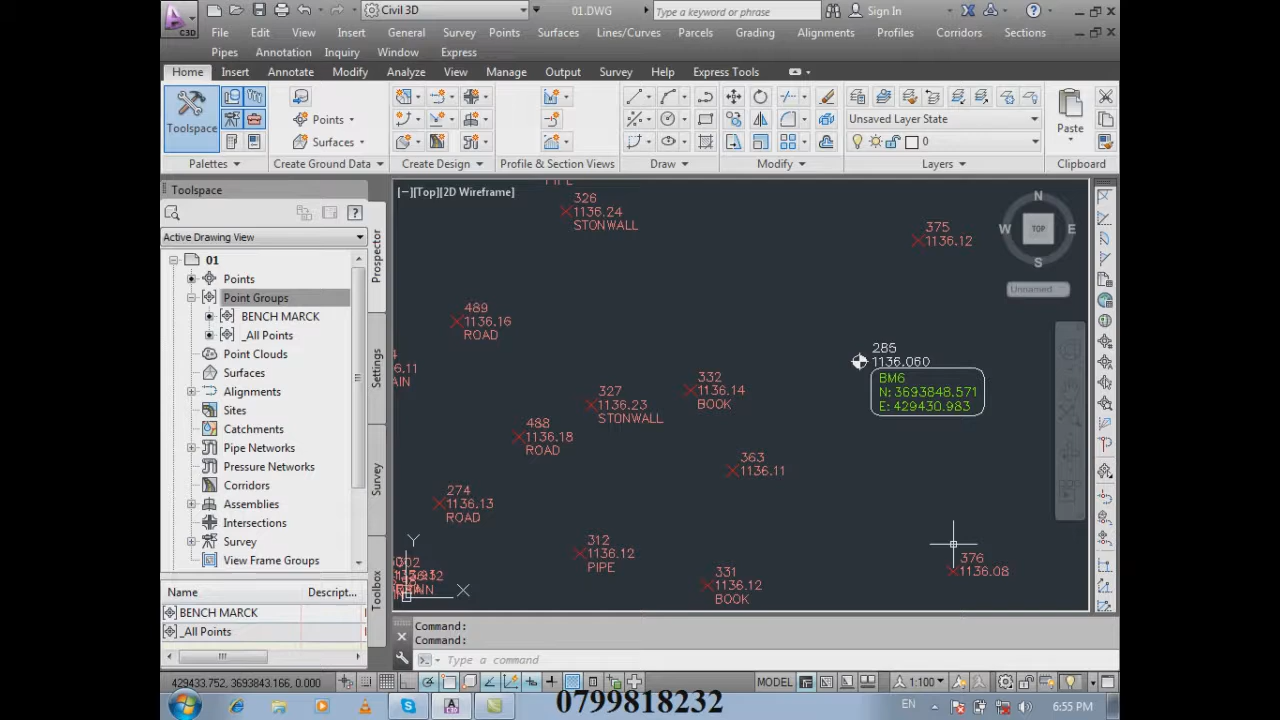 Civil 3D
01.DWG
Type a keyword or phrase
Sign In
C3D
File Edit View Insert General Survey Points Surfaces Lines/Curves Parcels Grading Alignments Profiles Corridors Sections
Pipes Annotation Inquiry Window Express
Home Insert Annotate Modify Analyze View Manage Output Survey Help Express Tools
Toolspace
Points
Surfaces
Unsaved Layer State
0
Paste
Palettes Create Ground Data Create Design Profile & Section Views Draw Modify Layers Clipboard
Toolspace
Active Drawing View
01
Points
Point Groups
BENCH MARCK
_All Points
Point Clouds
Surfaces
Alignments
Sites
Catchments
Pipe Networks
Pressure Networks
Corridors
Assemblies
Intersections
Survey
View Frame Groups
Prospector
Settings
Survey
Toolbox
Name Descript...
BENCH MARCK
_All Points
[−][Top][2D Wireframe]
PIPE
326
1136.24
STONWALL
375
1136.12
489
1136.16
ROAD
285
1136.060
BM6
N: 3693848.571
E: 429430.983
332
1136.14
BOOK
327
1136.23
STONWALL
488
1136.18
ROAD
363
1136.11
274
1136.13
ROAD
312
1136.12
PIPE
331
1136.12
BOOK
376
1136.08
N
W TOP E
S
Unnamed...
Y
X
Command:
Command:
Type a command
429433.752, 3693843.166, 0.000
MODEL
1:100
0799818232
EN
6:55 PM